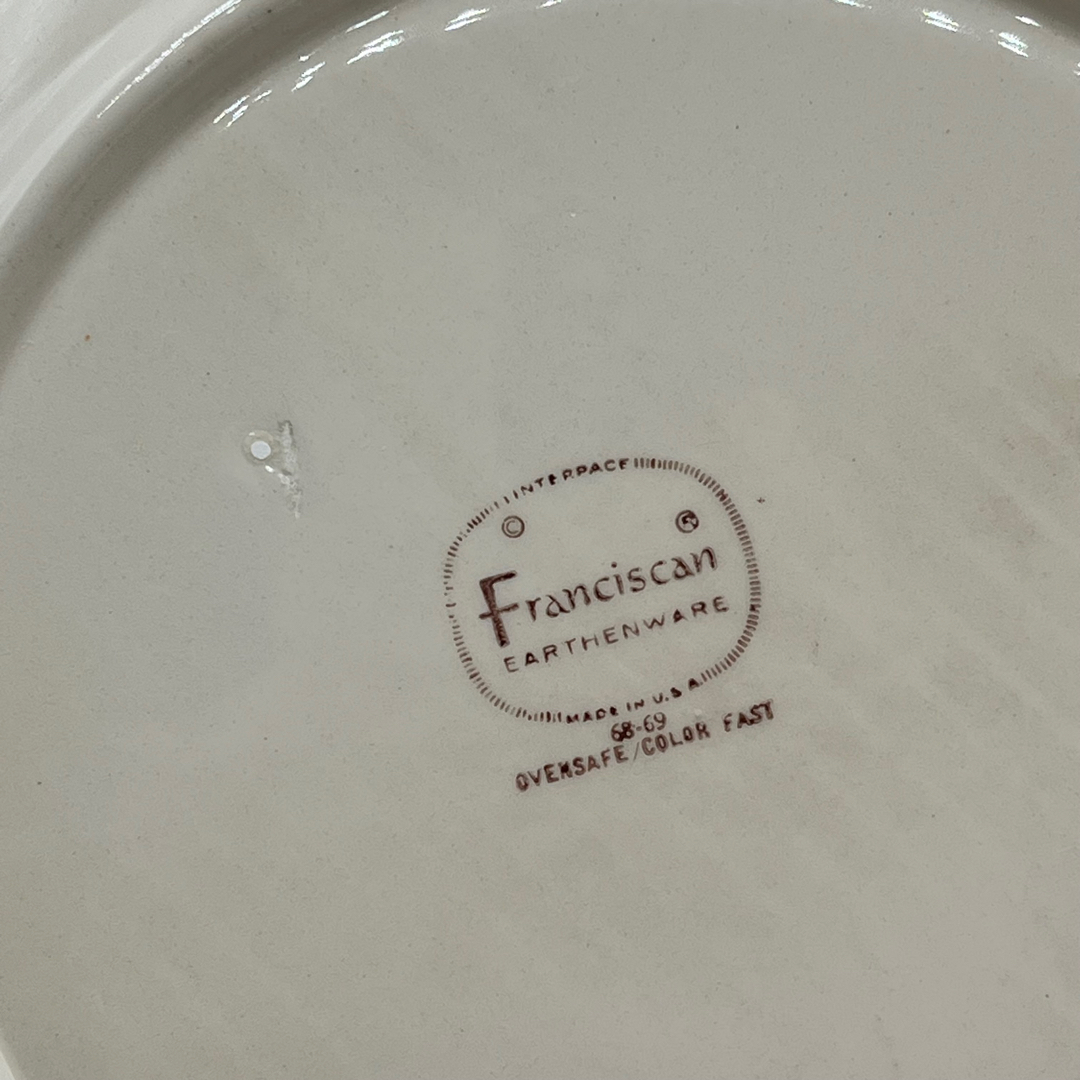 INTERPACE
© ®
Franciscan
EARTHENWARE
MADE IN U.S.A.
68-69
OVENSAFE/COLOR FAST